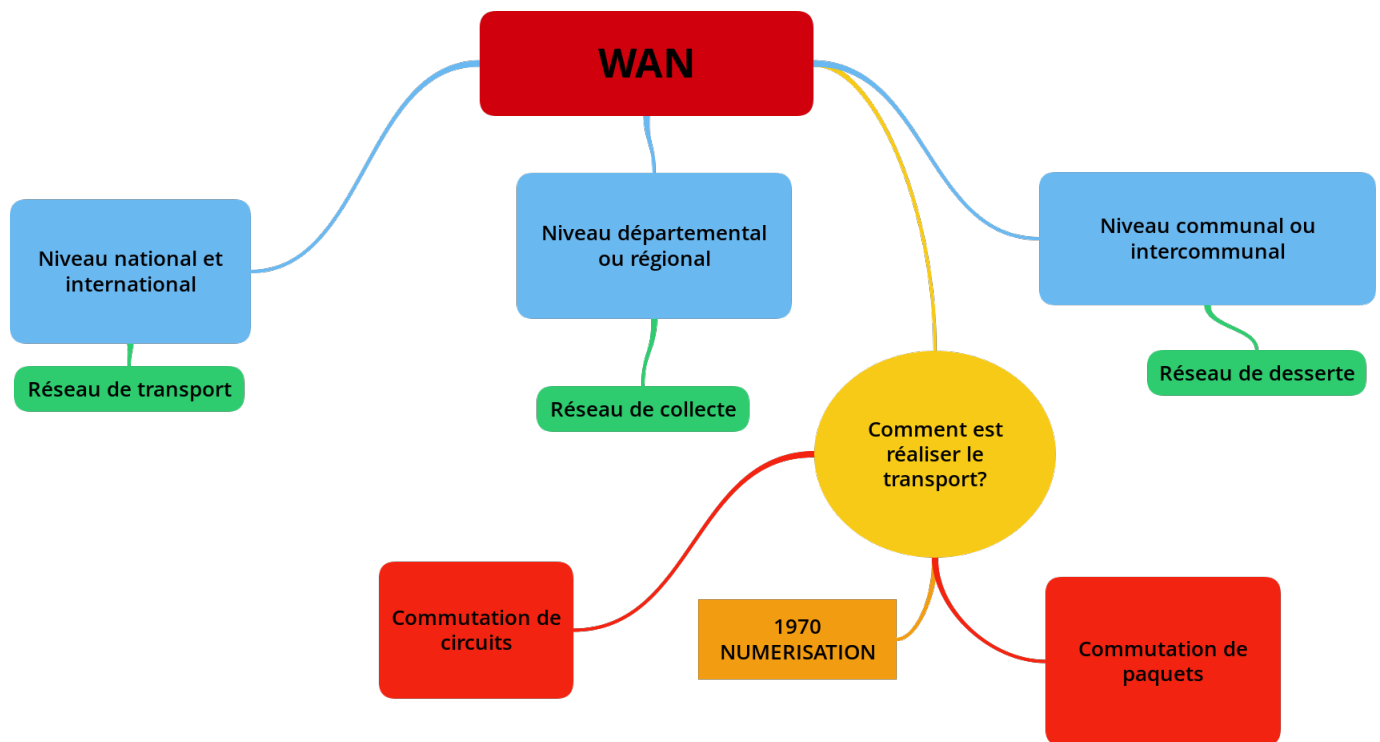 WAN
Niveau national et
international
Réseau de transport
Niveau départemental
ou régional
Réseau de collecte
Niveau communal ou
intercommunal
Réseau de desserte
Comment est
réaliser le
transport?
Commutation de
circuits
1970
NUMERISATION
Commutation de
paquets